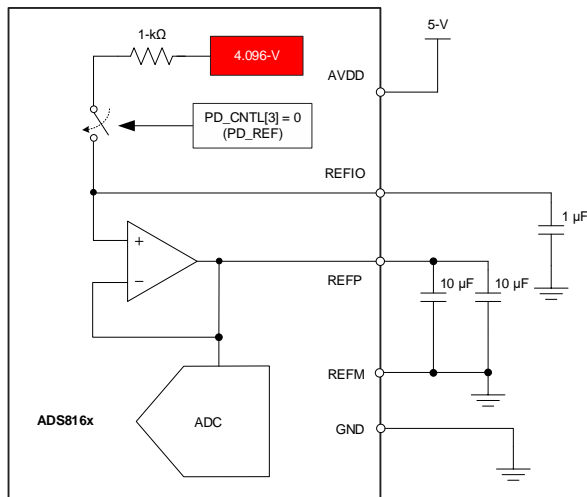 5-V
1-kΩ
4.096-V
AVDD
PD_CNTL[3] = 0
(PD_REF)
REFIO
1 µF
+
−
REFP
10 µF
10 µF
REFM
ADS816x
ADC
GND